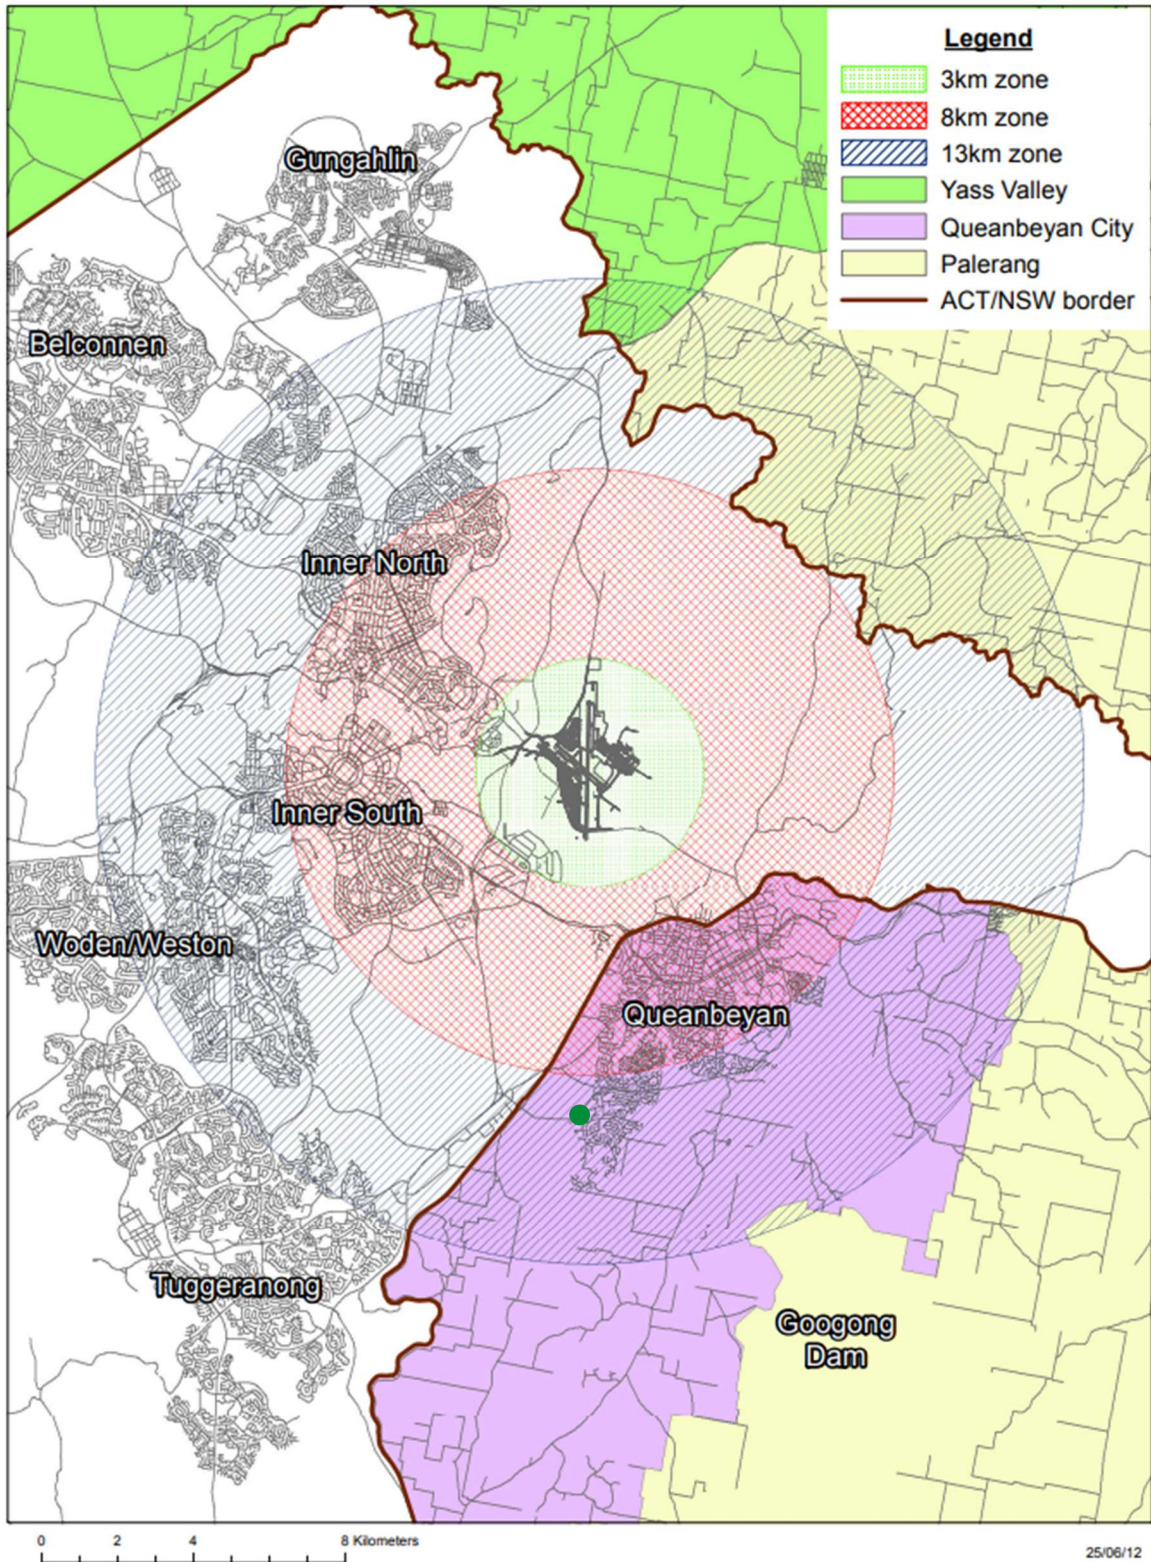 Legend
3km zone
8km zone
13km zone
Yass Valley
Queanbeyan City
Palerang
ACT/NSW border
Gungahlin
Belconnen
Inner North
Inner South
Woden/Weston
Queanbeyan
Tuggeranong
Googong
Dam
0 2 4 8 Kilometers
25/06/12